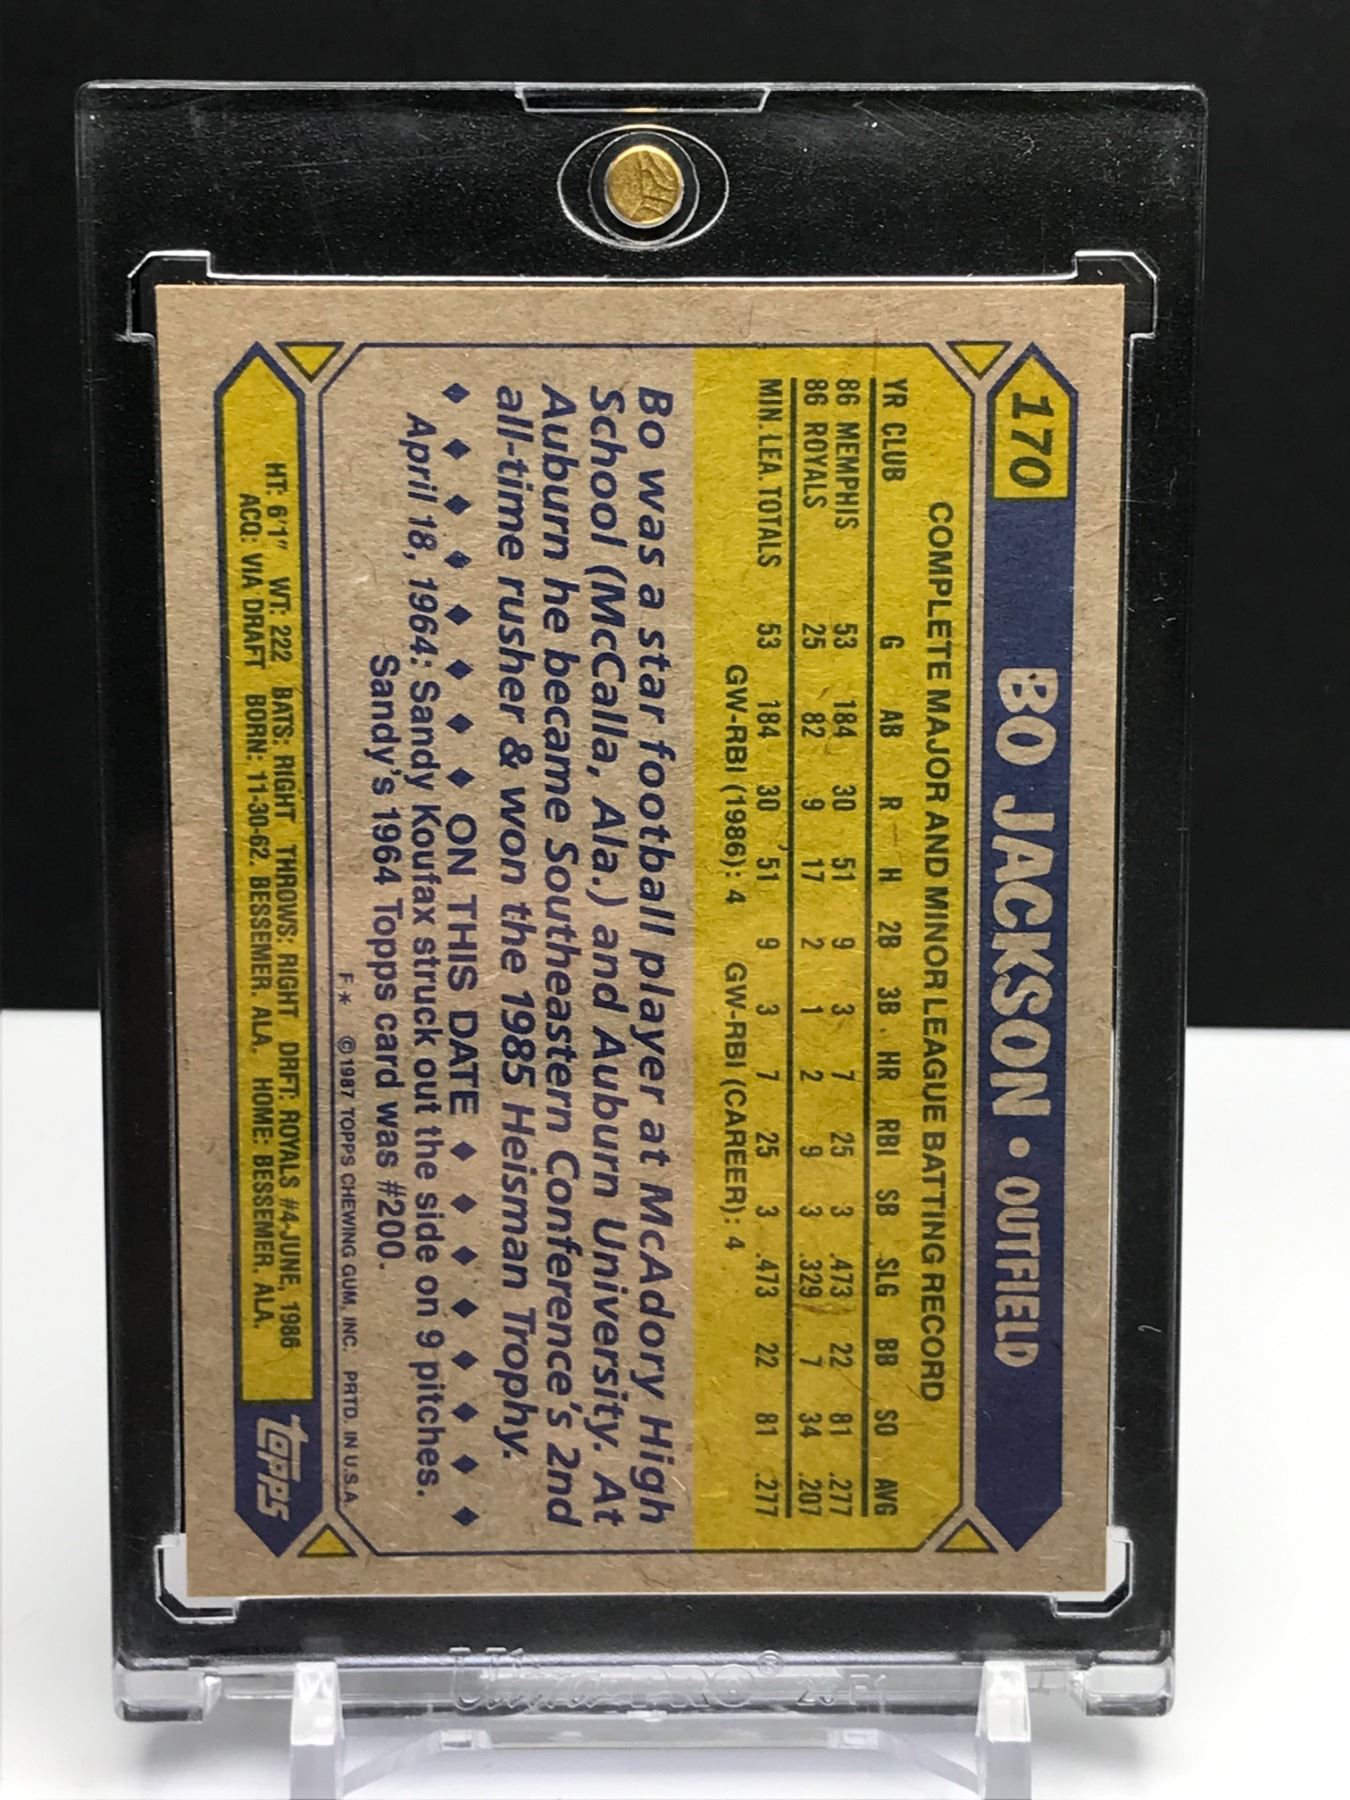 170 BO JACKSON • OUTFIELD
COMPLETE MAJOR AND MINOR LEAGUE BATTING RECORD
YR CLUB G AB R H 2B 3B HR RBI SB SLG BB SO AVG
86 MEMPHIS 53 184 30 51 9 3 7 25 3 .473 22 81 .277
86 ROYALS 25 82 9 17 2 1 2 9 3 .329 7 34 .207
MIN. LEA. TOTALS 53 184 30 51 9 3 7 25 3 .473 22 81 .277
GW-RBI (1986): 4 GW-RBI (CAREER): 4
Bo was a star football player at McAdory High
School (McCalla, Ala.) and Auburn University. At
Auburn he became Southeastern Conference's 2nd
all-time rusher & won the 1985 Heisman Trophy.
♦ ♦ ♦ ♦ ♦ ♦ ♦ ♦ ON THIS DATE ♦ ♦ ♦ ♦ ♦ ♦ ♦ ♦
April 18, 1964: Sandy Koufax struck out the side on 9 pitches.
Sandy's 1964 Topps card was #200.
F* © 1987 TOPPS CHEWING GUM, INC. PRTD. IN U.S.A.
HT: 6'1" WT: 222 BATS: RIGHT THROWS: RIGHT DRFT: ROYALS #4-JUNE, 1986
ACQ: VIA DRAFT BORN: 11-30-62, BESSEMER, ALA. HOME: BESSEMER, ALA.
topps
Ultra•PRO®